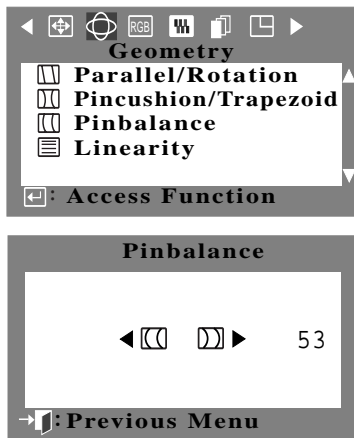 RGB
Geometry
Parallel/Rotation
Pincushion/Trapezoid
Pinbalance
Linearity
: Access Function
Pinbalance
53
:Previous Menu